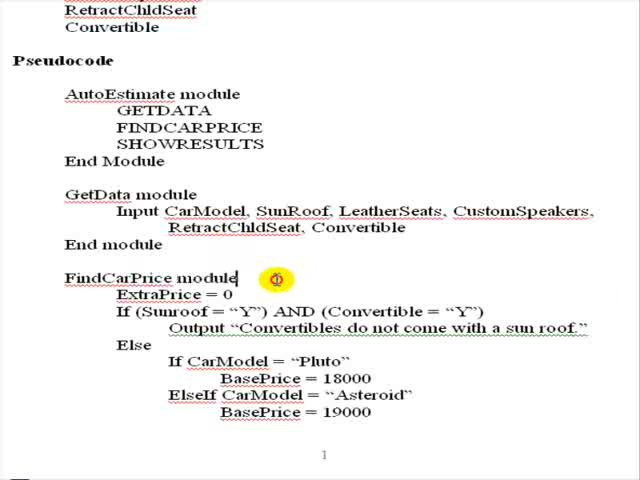 RetractChldSeat
Convertible
Pseudocode
AutoEstimate module
GETDATA
FINDCARPRICE
SHOWRESULTS
End Module
GetData module
Input CarModel, SunRoof, LeatherSeats, CustomSpeakers,
RetractChldSeat, Convertible
End module
FindCarPrice module
ExtraPrice = 0
If (Sunroof = “Y”) AND (Convertible = “Y”)
Output “Convertibles do not come with a sun roof.”
Else
If CarModel = “Pluto”
BasePrice = 18000
ElseIf CarModel = “Asteroid”
BasePrice = 19000
1